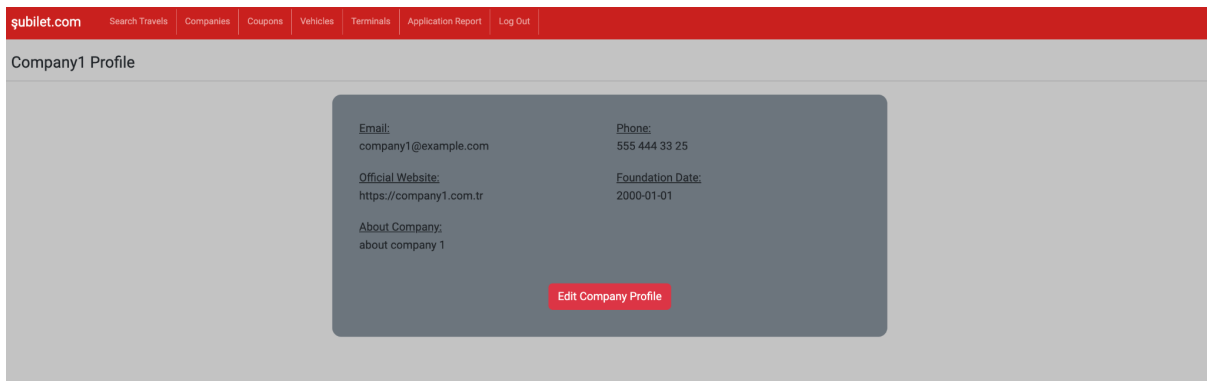 şubilet.com Search Travels Companies Coupons Vehicles Terminals Application Report Log Out
Company1 Profile
Email:
company1@example.com
Phone:
555 444 33 25
Official Website:
https://company1.com.tr
Foundation Date:
2000-01-01
About Company:
about company 1
Edit Company Profile